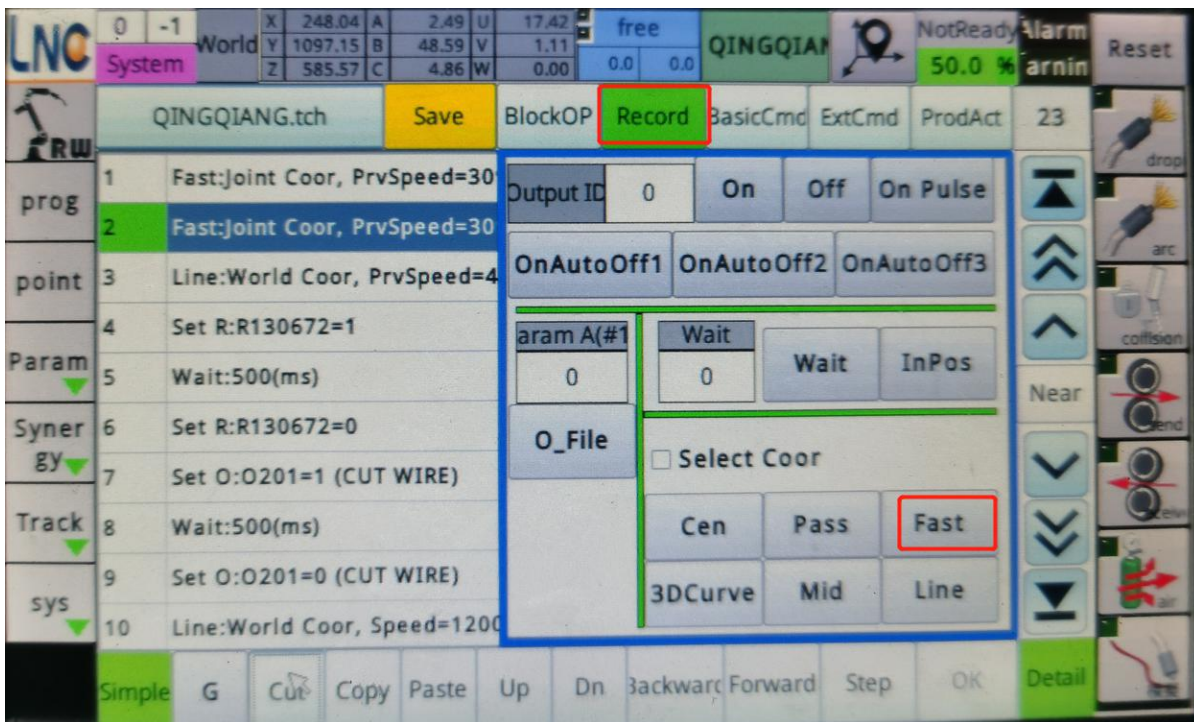 LNC 0 -1 World X 248.04 A 2.49 U 17.42 free QINGQIAN NotReady Alarm Reset
System Y 1097.15 B 48.59 V 1.11 0.0 0.0 50.0 % arnin
Z 585.57 C 4.86 W 0.00
RW
QINGQIANG.tch Save BlockOP Record BasicCmd ExtCmd ProdAct 23
drop
prog
point
Param
Syner
gy
Track
sys
1 Fast:Joint Coor, PrvSpeed=30
2 Fast:Joint Coor, PrvSpeed=30
3 Line:World Coor, PrvSpeed=4
4 Set R:R130672=1
5 Wait:500(ms)
6 Set R:R130672=0
7 Set O:O201=1 (CUT WIRE)
8 Wait:500(ms)
9 Set O:O201=0 (CUT WIRE)
10 Line:World Coor, Speed=1200
Output ID 0 On Off On Pulse
OnAutoOff1 OnAutoOff2 OnAutoOff3
aram A(#1 Wait
0 0 Wait InPos
O_File
Select Coor
Cen Pass Fast
3DCurve Mid Line
Near
arc
collsion
end
air
Simple G Cut Copy Paste Up Dn Backward Forward Step OK Detail